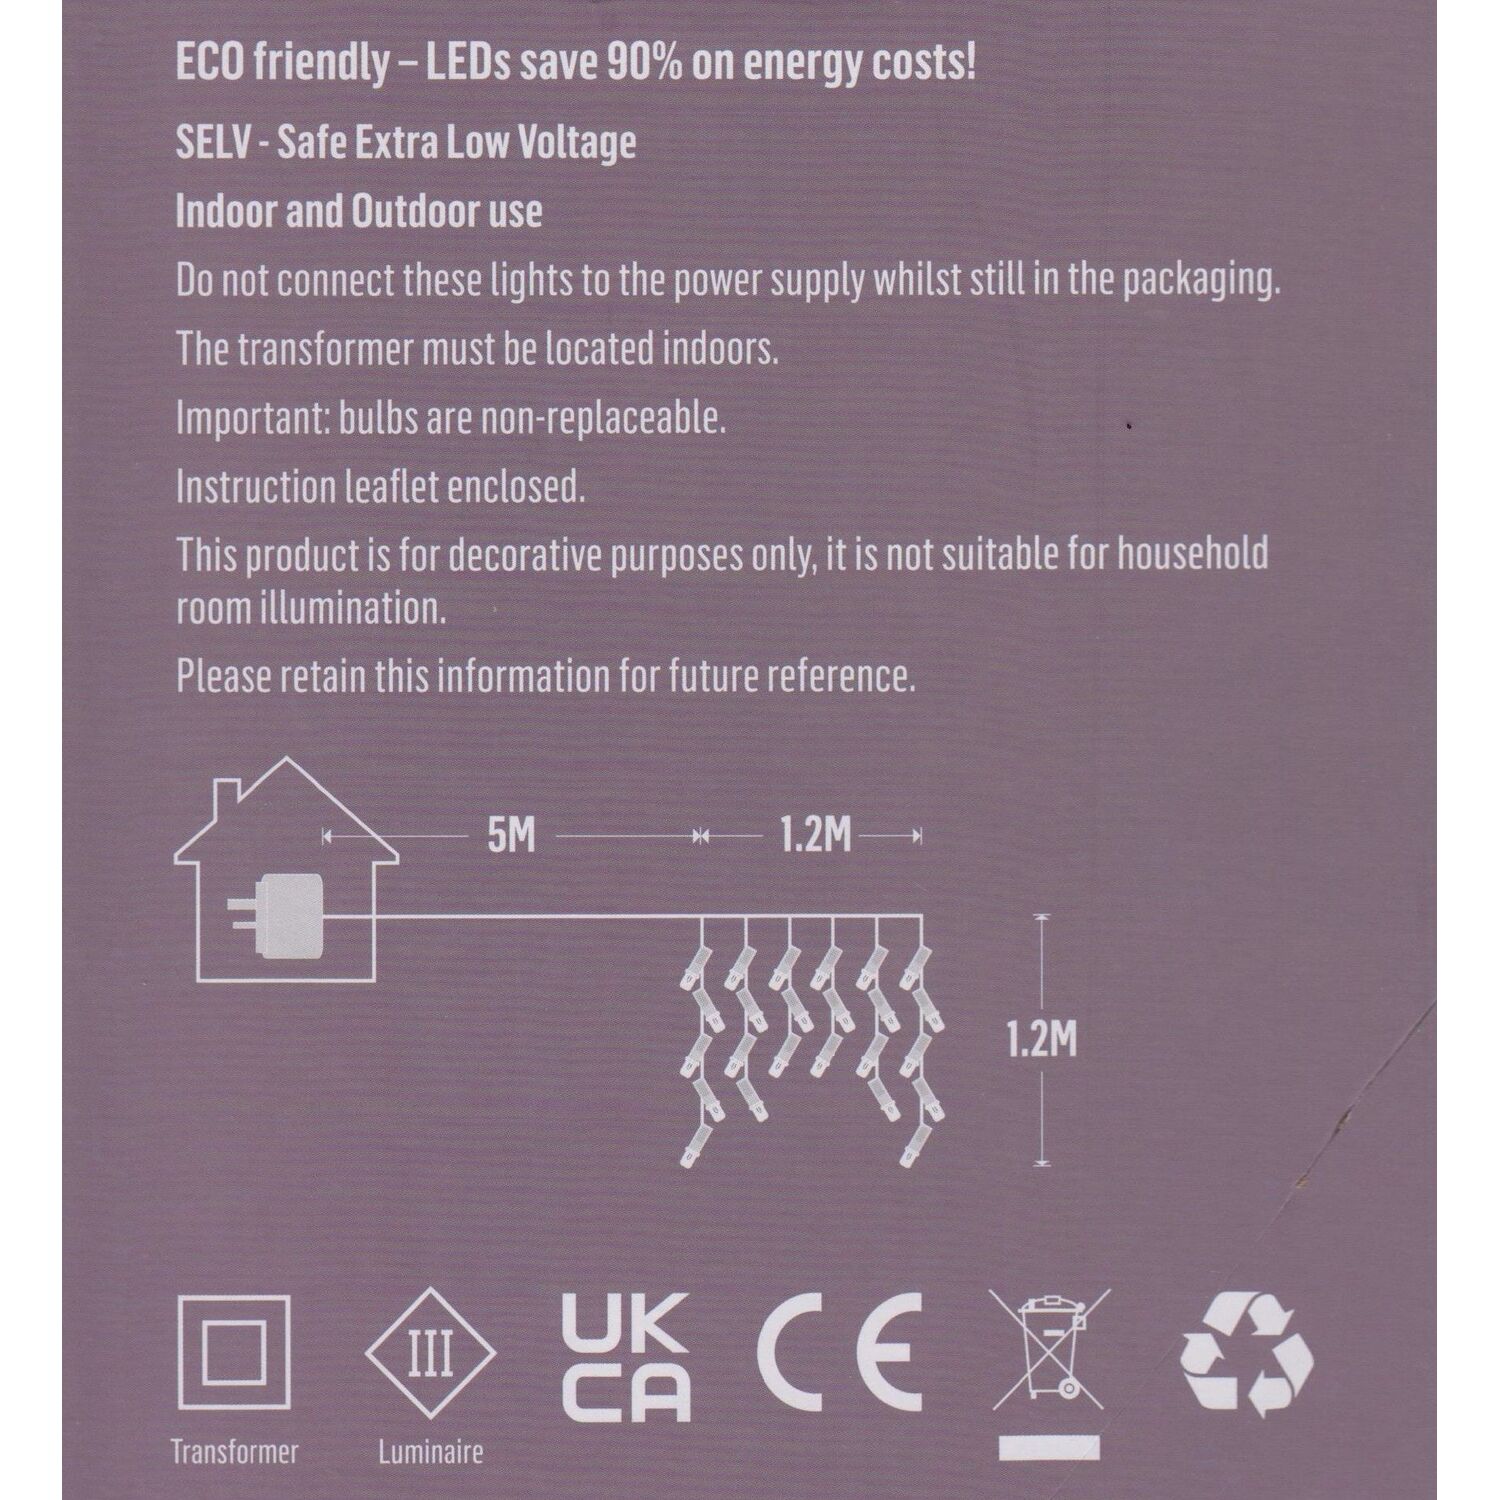 ECO friendly – LEDs save 90% on energy costs!
SELV - Safe Extra Low Voltage
Indoor and Outdoor use
Do not connect these lights to the power supply whilst still in the packaging.
The transformer must be located indoors.
Important: bulbs are non-replaceable.
Instruction leaflet enclosed.
This product is for decorative purposes only, it is not suitable for household
room illumination.
Please retain this information for future reference.
5M 1.2M
1.2M
III
UK
CA
CE
Transformer Luminaire